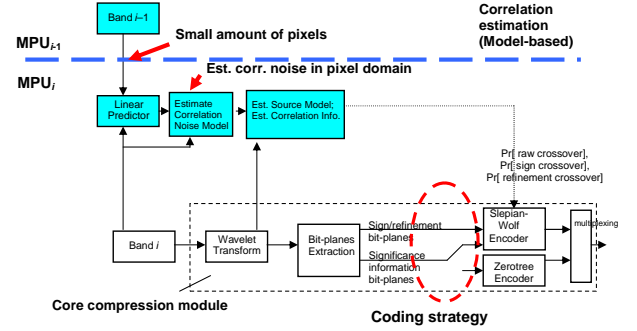 Band i–1
Correlation
estimation
(Model-based)
Small amount of pixels
MPUi-1
MPUi
Est. corr. noise in pixel domain
Linear
Predictor
Estimate
Correlation
Noise Model
Est. Source Model;
Est. Correlation Info.
Pr[ raw crossover],
Pr[sign crossover],
Pr[ refinement crossover]
Band i
Wavelet
Transform
Bit-planes
Extraction
Sign/refinement
bit-planes
Significance
information
bit-planes
Slepian-
Wolf
Encoder
Zerotree
Encoder
multiplexing
Core compression module
Coding strategy